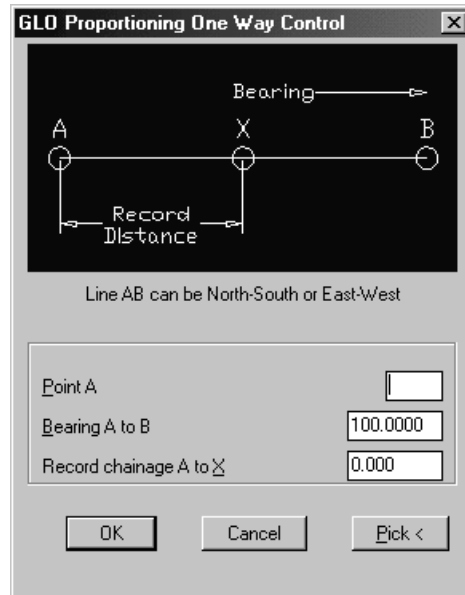 GLO Proportioning One Way Control
Bearing
A X B
Record
DIstance
Line AB can be North-South or East-West
Point A
Bearing A to B 100.0000
Record chainage A to X 0.000
OK Cancel Pick <